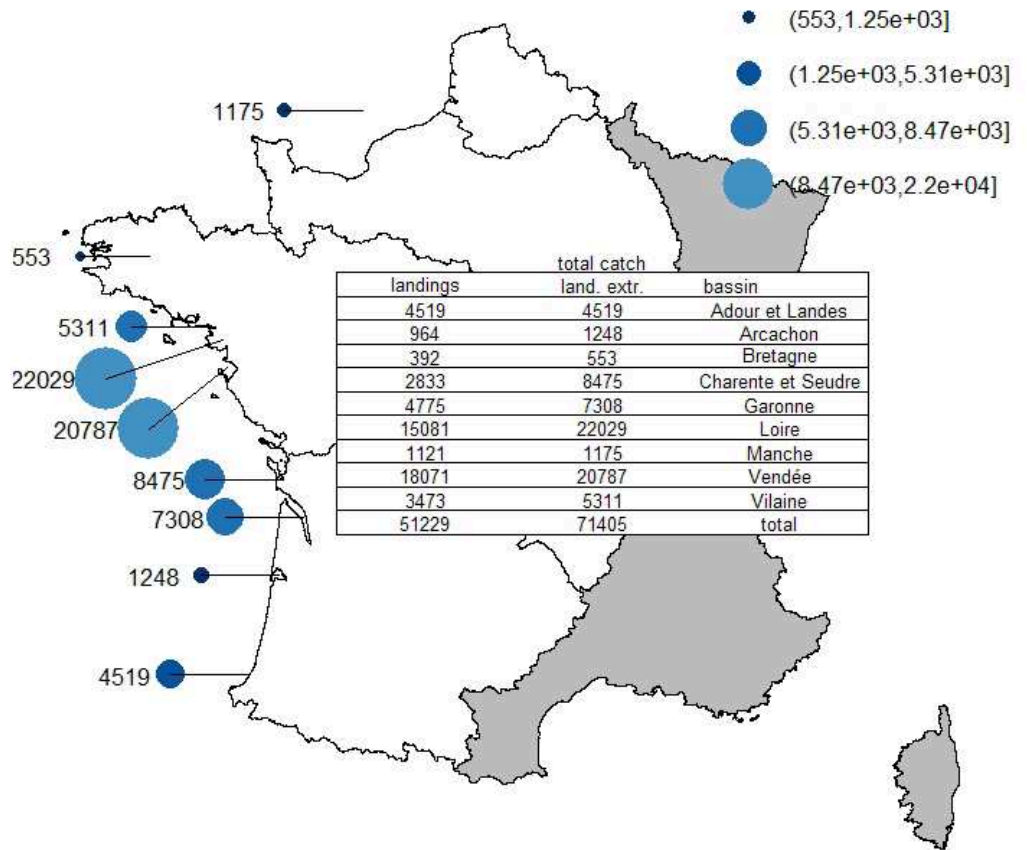 (553,1.25e+03]
(1.25e+03,5.31e+03]
(5.31e+03,8.47e+03]
(8.47e+03,2.2e+04]
1175
553
5311
22029
20787
8475
7308
1248
4519
total catch
landings land. extr. bassin
4519 4519 Adour et Landes
964 1248 Arcachon
392 553 Bretagne
2833 8475 Charente et Seudre
4775 7308 Garonne
15081 22029 Loire
1121 1175 Manche
18071 20787 Vendée
3473 5311 Vilaine
51229 71405 total